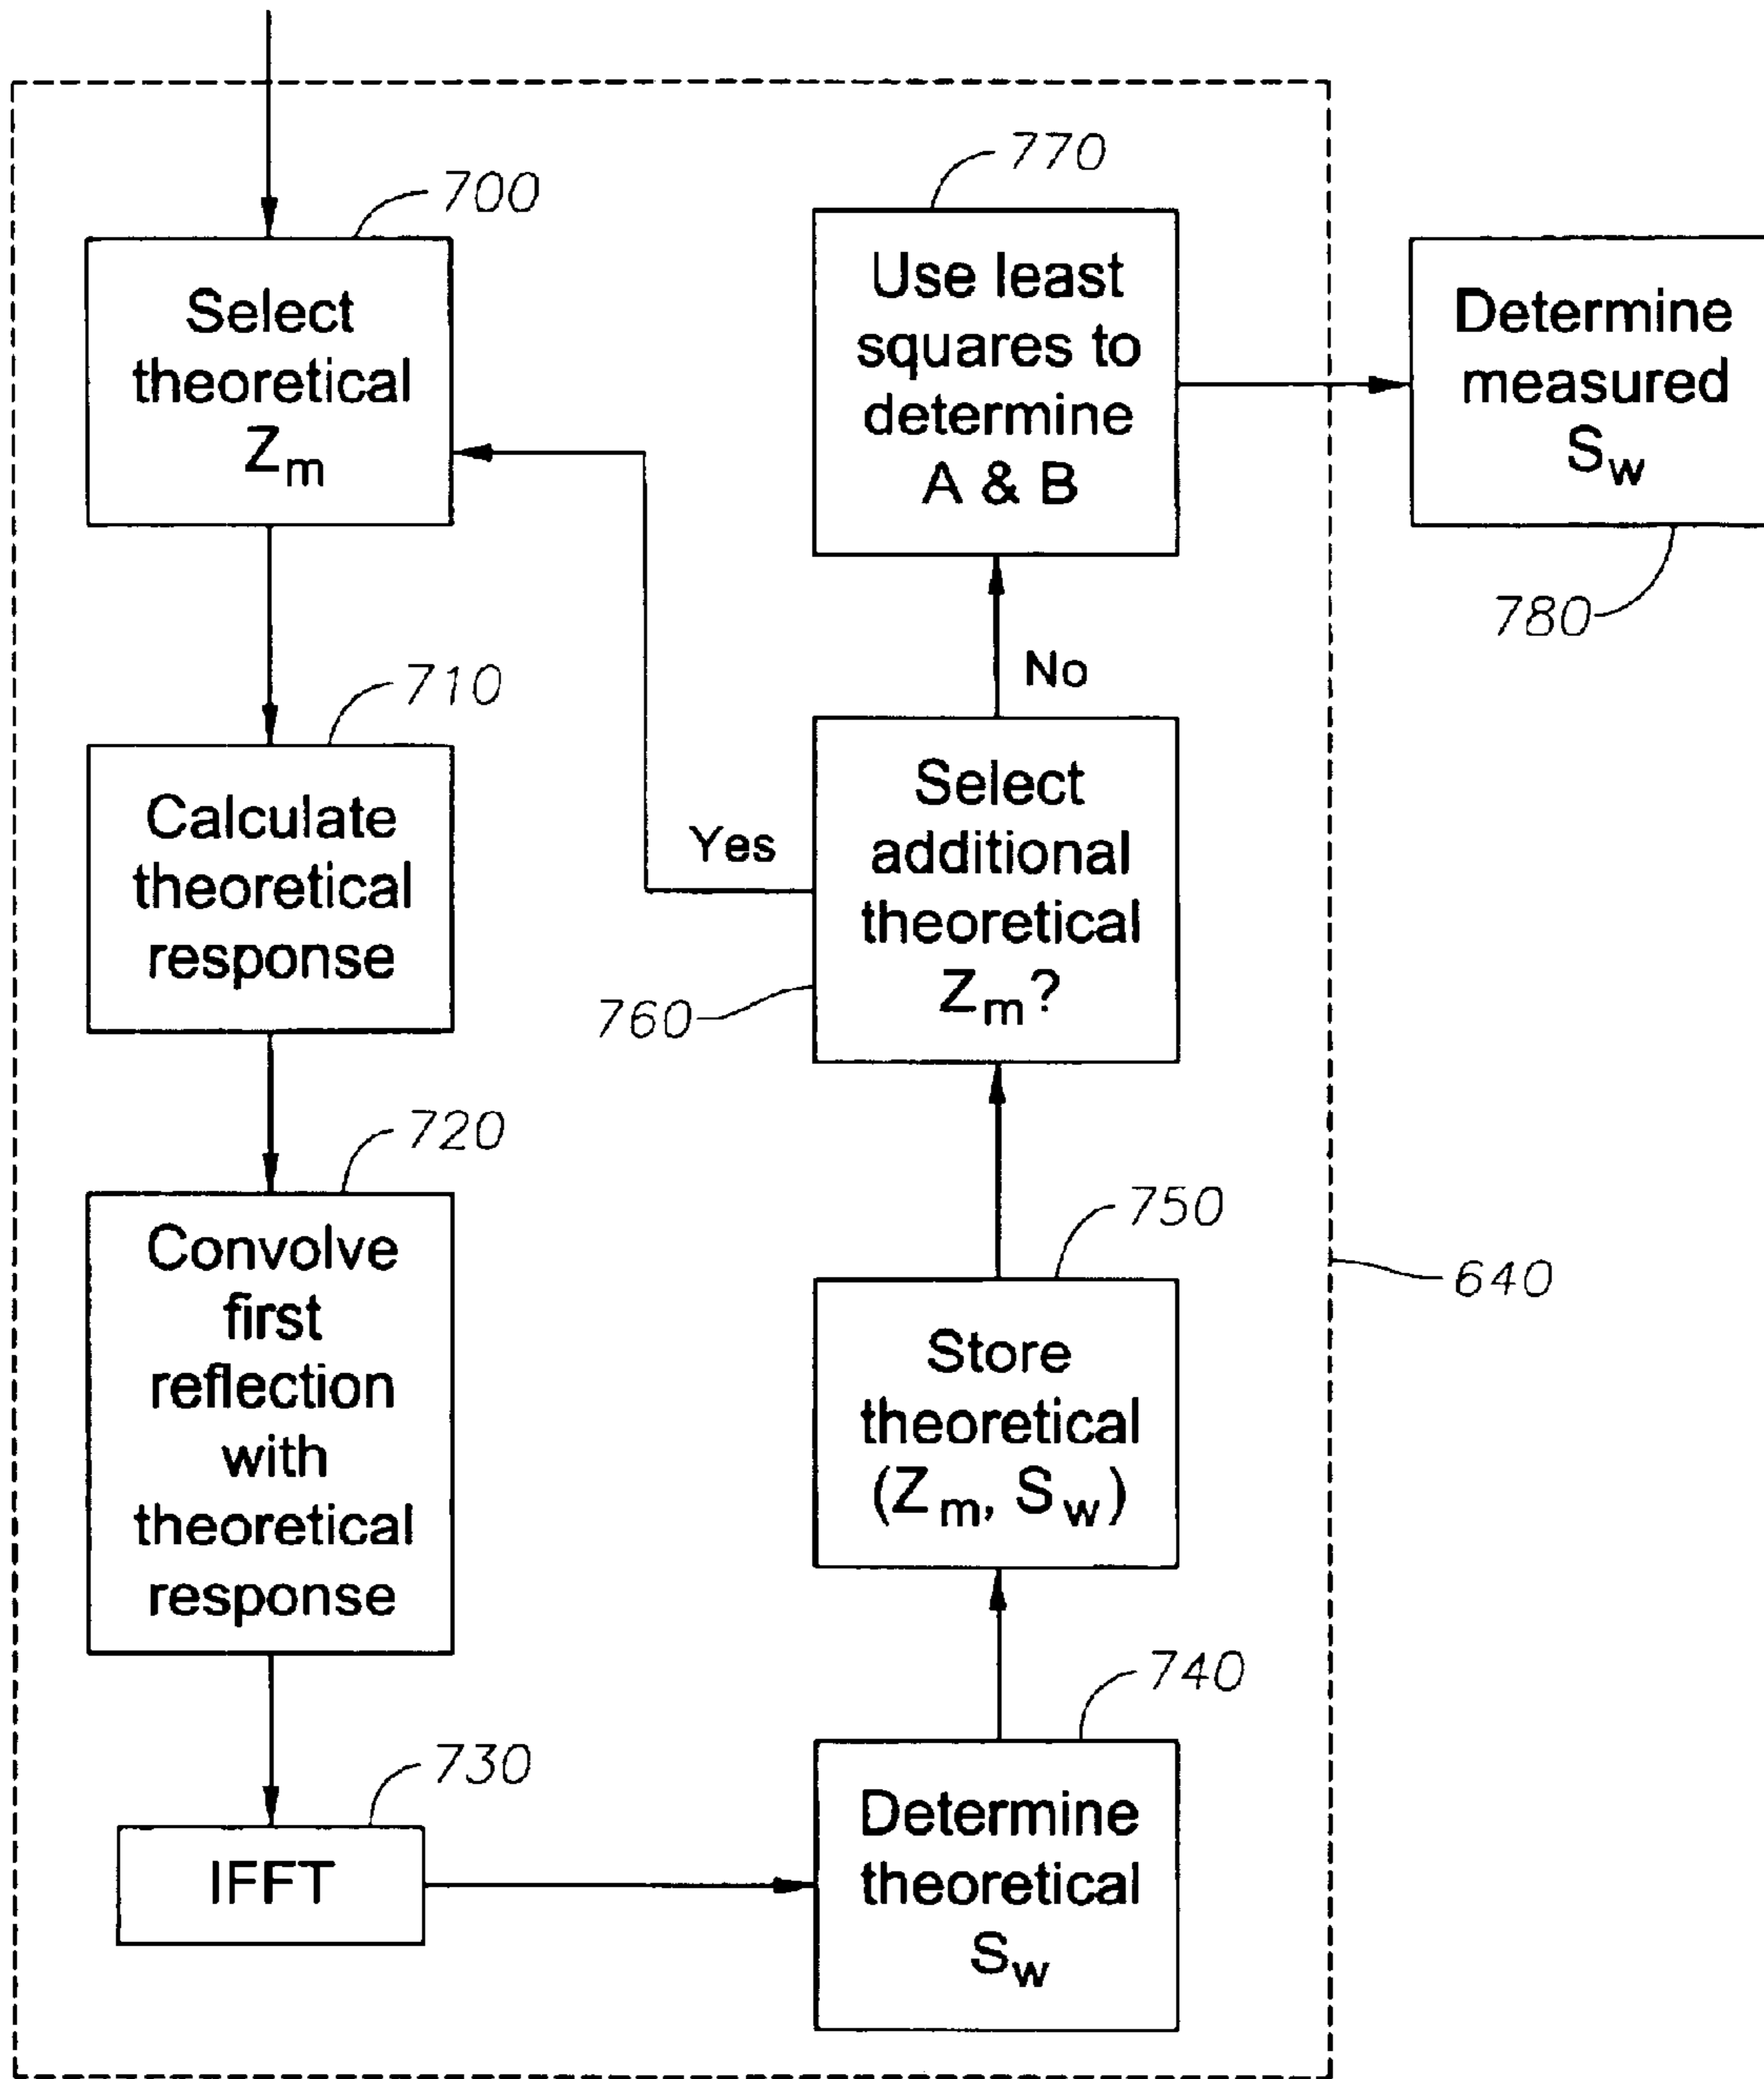 700
Select
theoretical
Zm
710
Calculate
theoretical
response
720
Convolve
first
reflection
with
theoretical
response
730
IFFT
740
Determine
theoretical
Sw
750
Store
theoretical
(Zm, Sw)
760
Select
additional
theoretical
Zm?
Yes
No
770
Use least
squares to
determine
A & B
780
Determine
measured
Sw
640